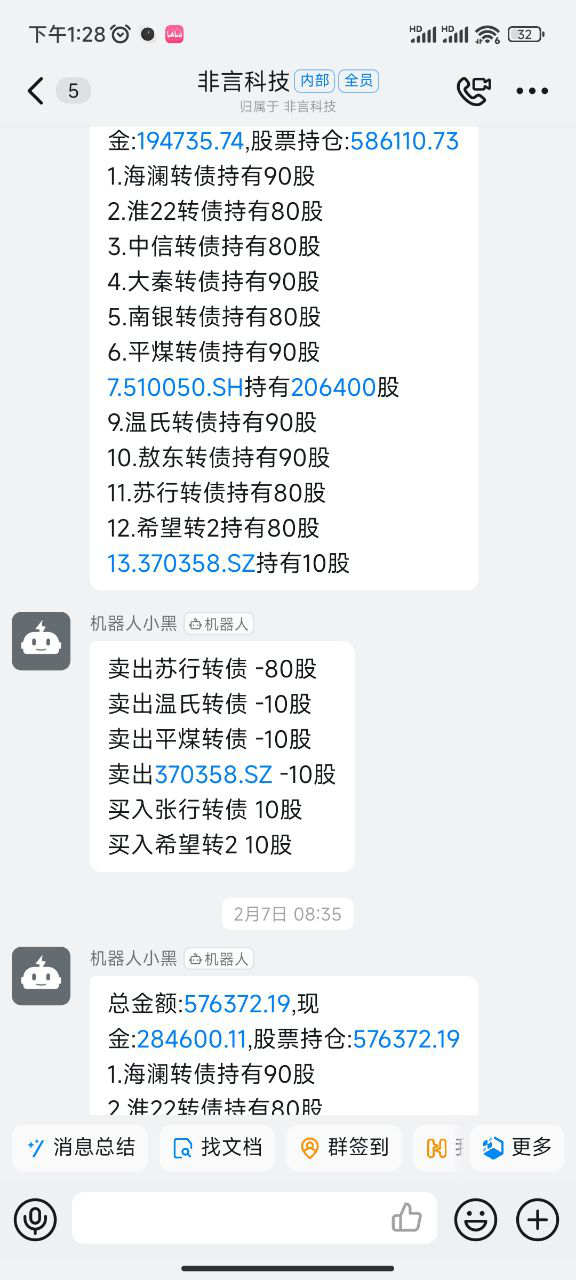 下午1:28
HD
HD
6
32
5
非言科技 内部 全员
归属于 非言科技
金:194735.74,股票持仓:586110.73
1.海澜转债持有90股
2.淮22转债持有80股
3.中信转债持有80股
4.大秦转债持有90股
5.南银转债持有80股
6.平煤转债持有90股
7.510050.SH持有206400股
9.温氏转债持有90股
10.敖东转债持有90股
11.苏行转债持有80股
12.希望转2持有80股
13.370358.SZ持有10股
机器人小黑 机器人
卖出苏行转债 -80股
卖出温氏转债 -10股
卖出平煤转债 -10股
卖出370358.SZ -10股
买入张行转债 10股
买入希望转2 10股
2月7日 08:35
机器人小黑 机器人
总金额:576372.19,现
金:284600.11,股票持仓:576372.19
1.海澜转债持有90股
2.淮22转债持有80股
消息总结 找文档 群签到 更多